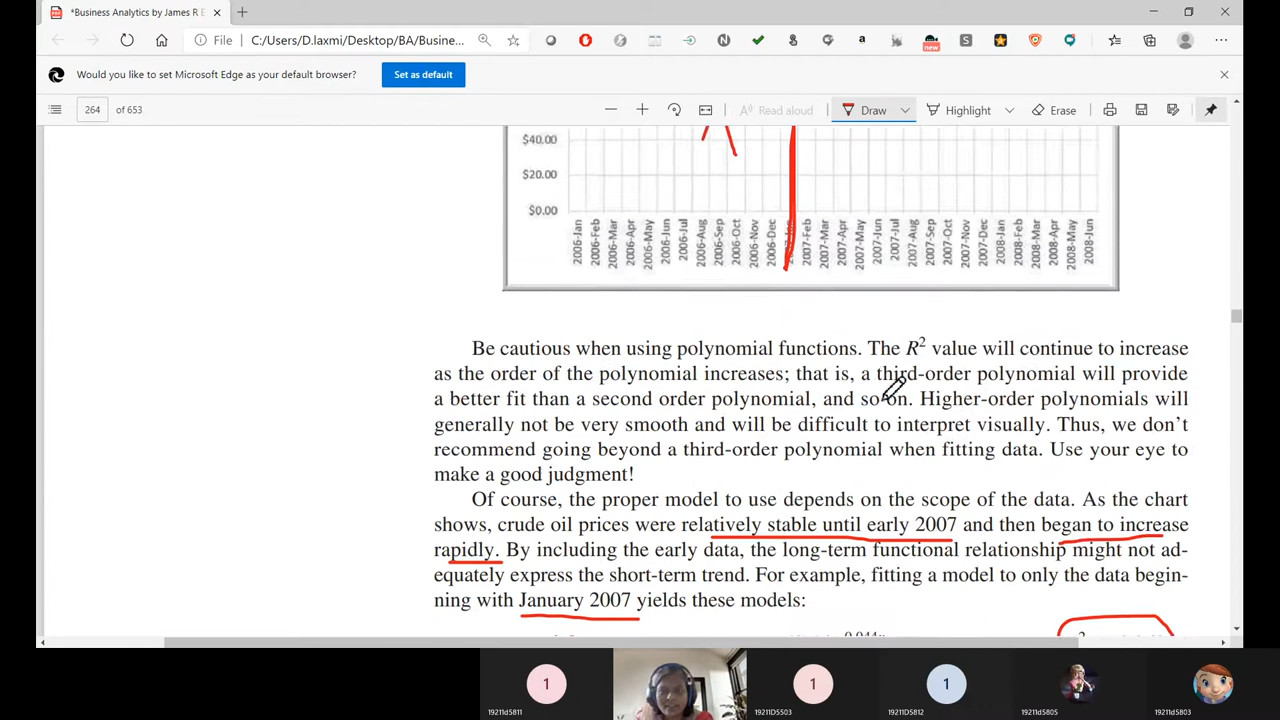 *Business Analytics by James R E
File
C:/Users/D.laxmi/Desktop/BA/Busine...
new
Would you like to set Microsoft Edge as your default browser?
Set as default
264 of 653
Read aloud
Draw
Highlight
Erase
$40.00
$20.00
$0.00
2006-Jan
2006-Feb
2006-Mar
2006-Apr
2006-May
2006-Jun
2006-Jul
2006-Aug
2006-Sep
2006-Oct
2006-Nov
2006-Dec
2007-Feb
2007-Mar
2007-Apr
2007-May
2007-Jun
2007-Jul
2007-Aug
2007-Sep
2007-Oct
2007-Nov
2007-Dec
2008-Jan
2008-Feb
2008-Mar
2008-Apr
2008-May
2008-Jun
Be cautious when using polynomial functions. The R² value will continue to increase
as the order of the polynomial increases; that is, a third-order polynomial will provide
a better fit than a second order polynomial, and so on. Higher-order polynomials will
generally not be very smooth and will be difficult to interpret visually. Thus, we don't
recommend going beyond a third-order polynomial when fitting data. Use your eye to
make a good judgment!
Of course, the proper model to use depends on the scope of the data. As the chart
shows, crude oil prices were relatively stable until early 2007 and then began to increase
rapidly. By including the early data, the long-term functional relationship might not ad-
equately express the short-term trend. For example, fitting a model to only the data begin-
ning with January 2007 yields these models:
1
1
1
19211d5811
19211D5503
19211D5812
19211d5805
19211d5803